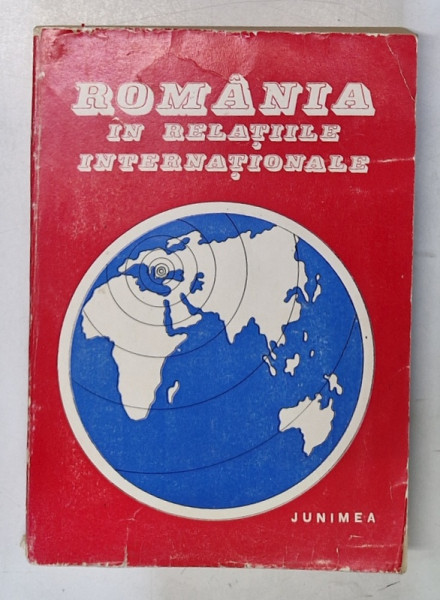 ROMÂNIA
IN RELAȚIILE
INTERNAȚIONALE
JUNIMEA